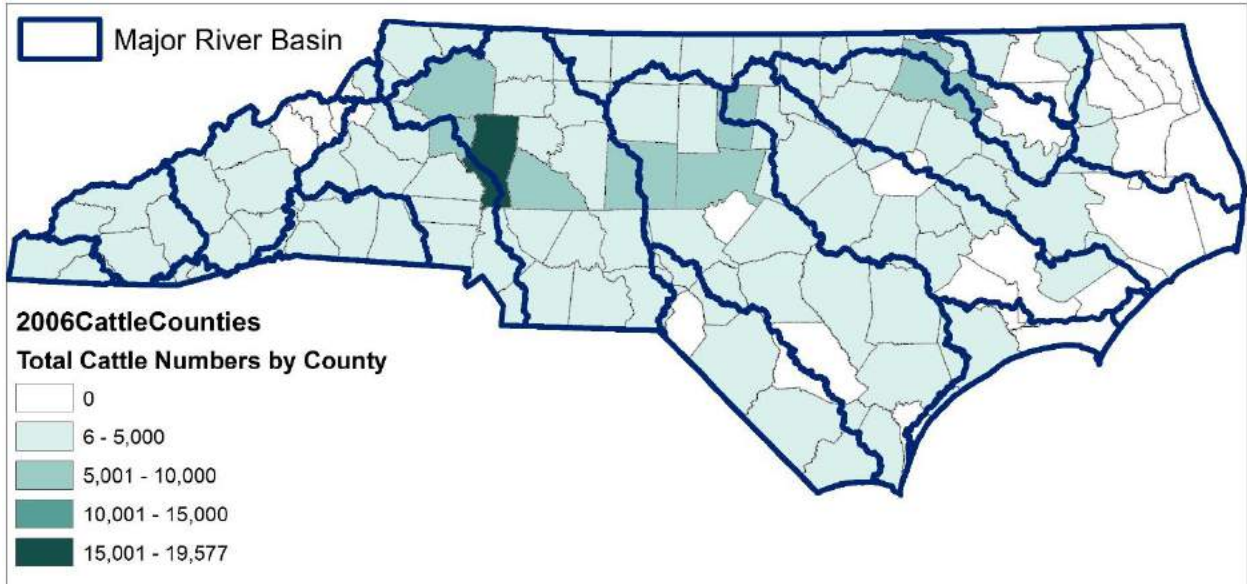 Major River Basin
2006CattleCounties
Total Cattle Numbers by County
0
6 - 5,000
5,001 - 10,000
10,001 - 15,000
15,001 - 19,577